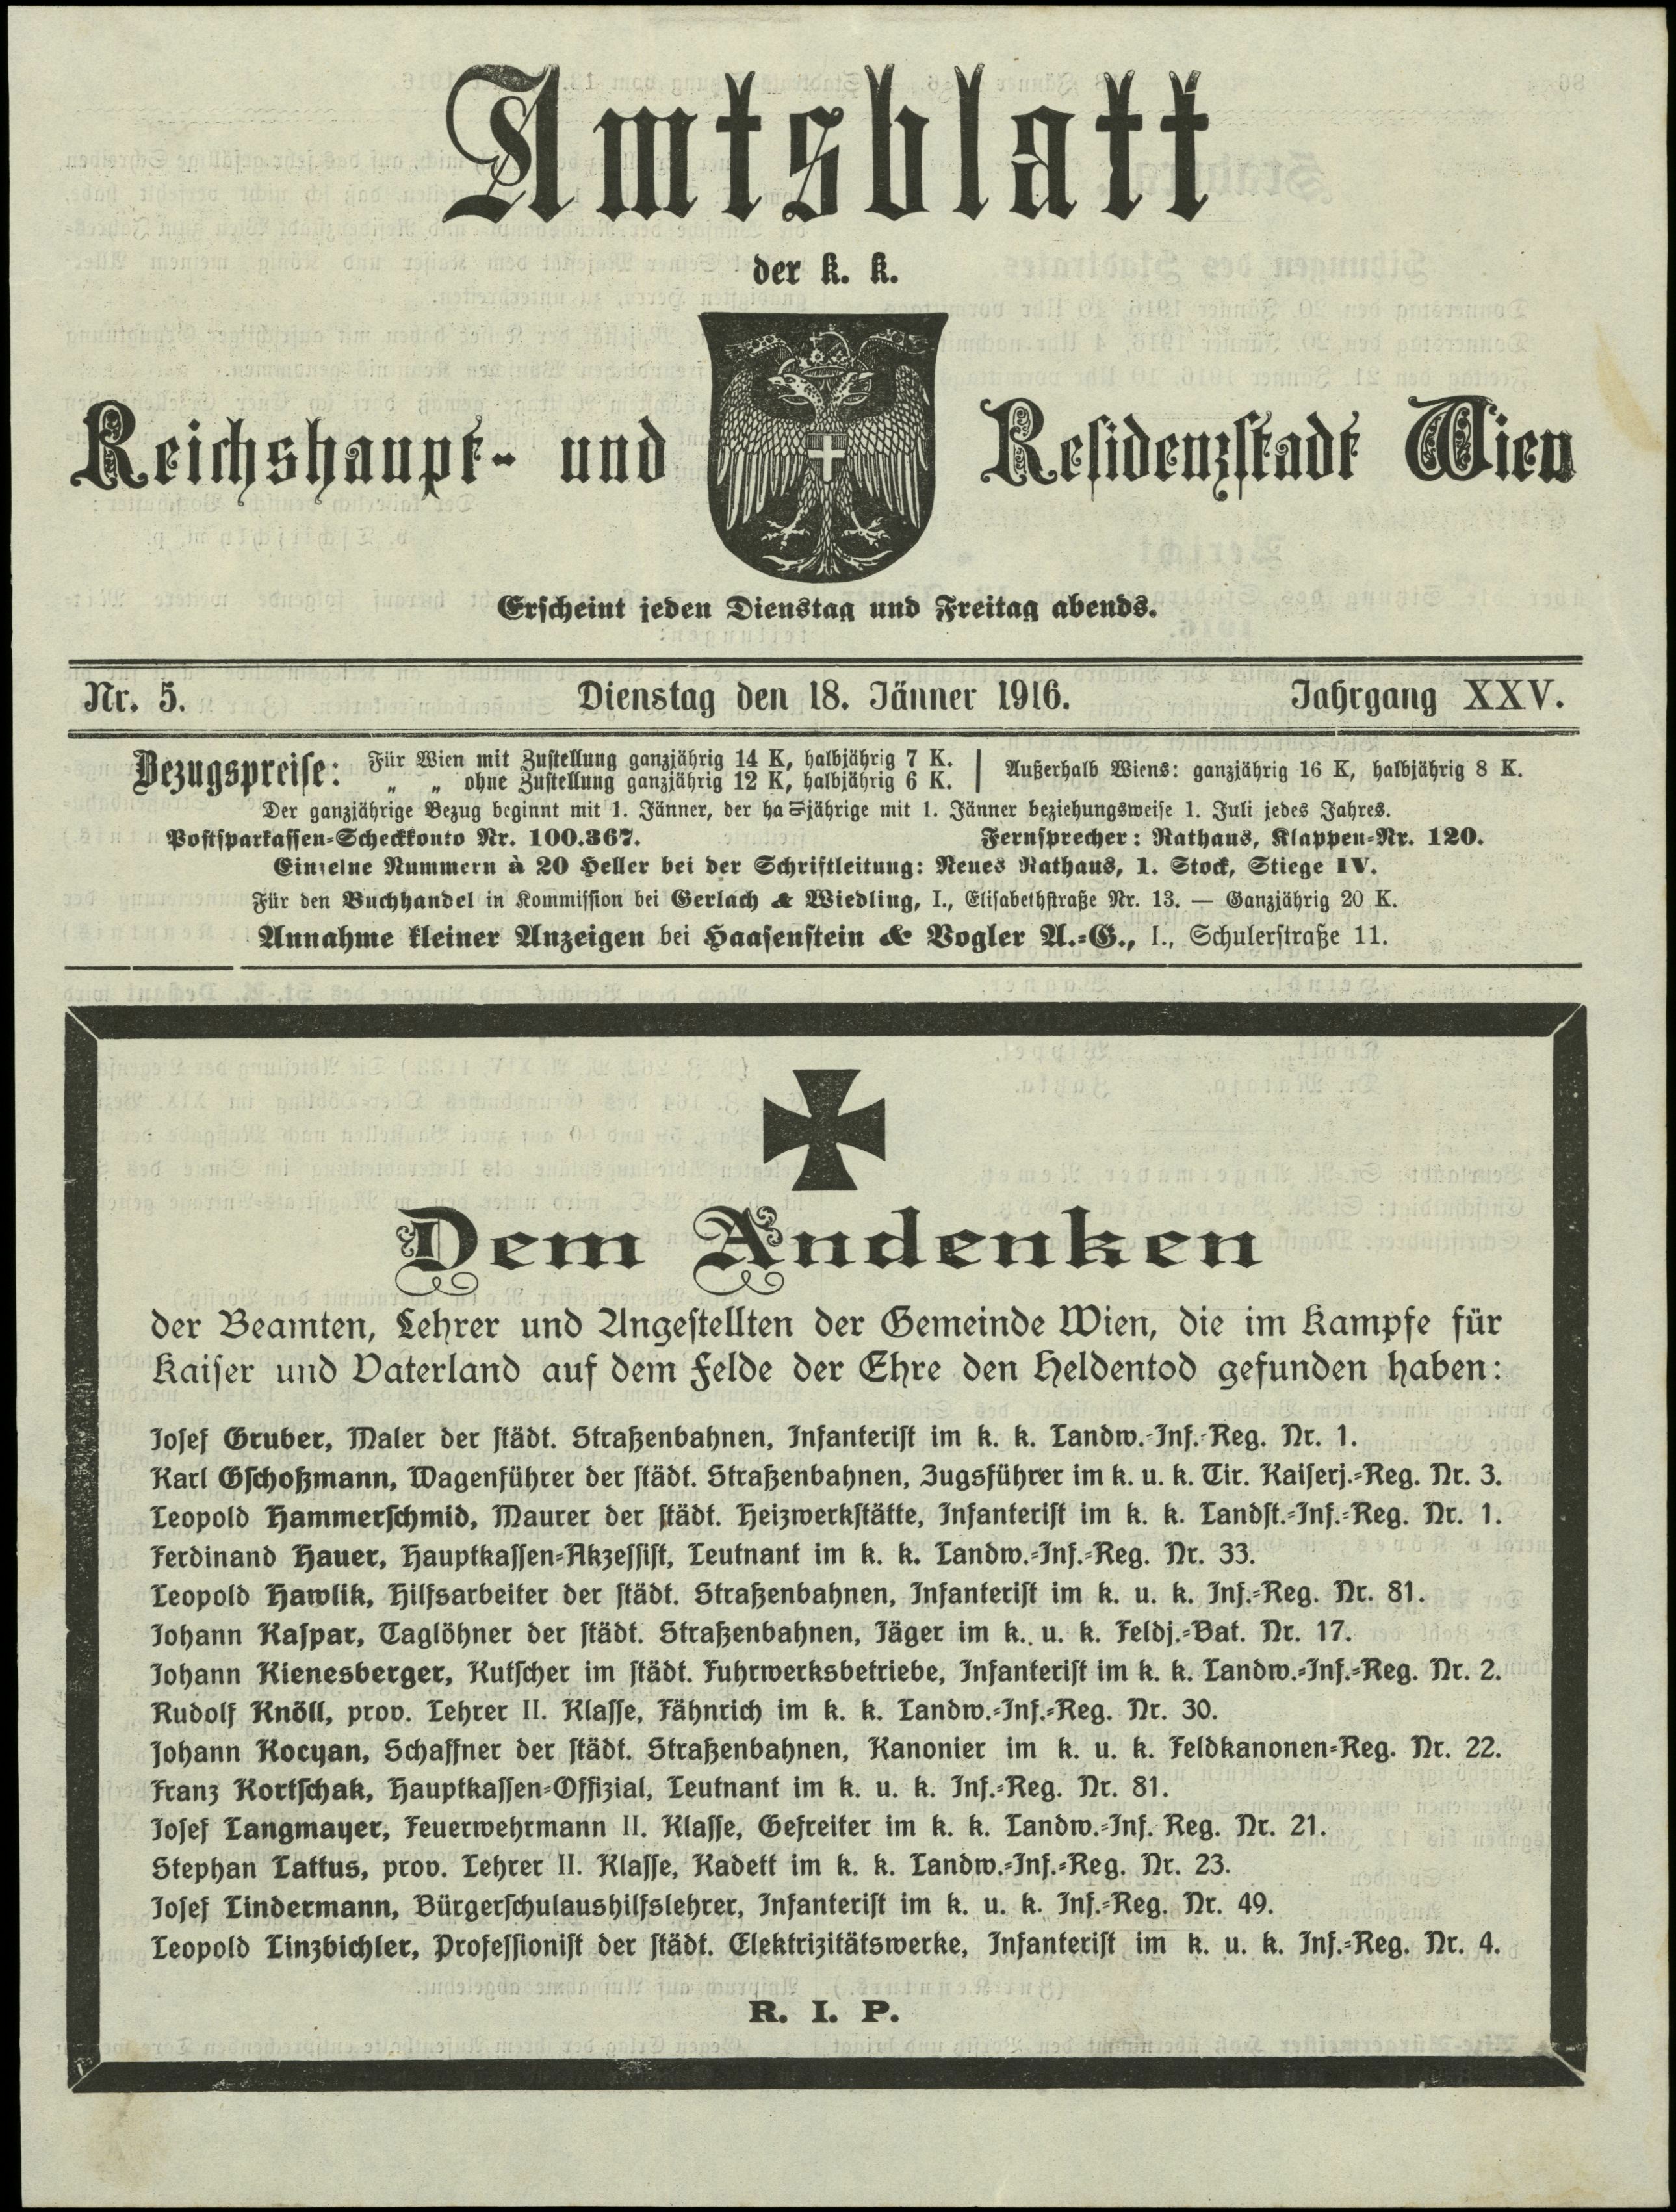 Amtsblatt
der k. k.
Reichshaupt- und Residenzstadt Wien
Erscheint jeden Dienstag und Freitag abends.
Nr. 5. Dienstag den 18. Jänner 1916. Jahrgang XXV.
Bezugspreise: Für Wien mit Zustellung ganzjährig 14 K, halbjährig 7 K.
„ „ ohne Zustellung ganzjährig 12 K, halbjährig 6 K.
Außerhalb Wiens: ganzjährig 16 K, halbjährig 8 K.
Der ganzjährige Bezug beginnt mit 1. Jänner, der halbjährige mit 1. Jänner beziehungsweise 1. Juli jedes Jahres.
Postsparkassen-Scheckkonto Nr. 100.367. Fernsprecher: Rathaus, Klappen-Nr. 120.
Einzelne Nummern à 20 Heller bei der Schriftleitung: Neues Rathaus, 1. Stock, Stiege IV.
Für den Buchhandel in Kommission bei Gerlach & Wiedling, I., Elisabethstraße Nr. 13. — Ganzjährig 20 K.
Annahme kleiner Anzeigen bei Haasenstein & Vogler A.-G., I., Schulerstraße 11.
Dem Andenken
der Beamten, Lehrer und Angestellten der Gemeinde Wien, die im Kampfe für
Kaiser und Vaterland auf dem Felde der Ehre den Heldentod gefunden haben:
Josef Gruber, Maler der städt. Straßenbahnen, Infanterist im k. k. Landw.-Inf.-Reg. Nr. 1.
Karl Gschoßmann, Wagenführer der städt. Straßenbahnen, Zugsführer im k. u. k. Tir. Kaiserj.-Reg. Nr. 3.
Leopold Hammerschmid, Maurer der städt. Heizwerkstätte, Infanterist im k. k. Landst.-Inf.-Reg. Nr. 1.
Ferdinand Hauer, Hauptkassen-Akzessist, Leutnant im k. k. Landw.-Inf.-Reg. Nr. 33.
Leopold Hawlik, Hilfsarbeiter der städt. Straßenbahnen, Infanterist im k. u. k. Inf.-Reg. Nr. 81.
Johann Kaspar, Taglöhner der städt. Straßenbahnen, Jäger im k. u. k. Feldj.-Bat. Nr. 17.
Johann Kienesberger, Kutscher im städt. Fuhrwerksbetriebe, Infanterist im k. k. Landw.-Inf.-Reg. Nr. 2.
Rudolf Knöll, prov. Lehrer II. Klasse, Fähnrich im k. k. Landw.-Inf.-Reg. Nr. 30.
Johann Kocyan, Schaffner der städt. Straßenbahnen, Kanonier im k. u. k. Feldkanonen-Reg. Nr. 22.
Franz Kortschak, Hauptkassen-Offizial, Leutnant im k. u. k. Inf.-Reg. Nr. 81.
Josef Langmayer, Feuerwehrmann II. Klasse, Gefreiter im k. k. Landw.-Inf. Reg. Nr. 21.
Stephan Lattus, prov. Lehrer II. Klasse, Kadett im k. k. Landw.-Inf.-Reg. Nr. 23.
Josef Lindermann, Bürgerschulaushilfslehrer, Infanterist im k. u. k. Inf.-Reg. Nr. 49.
Leopold Linzbichler, Professionist der städt. Elektrizitätswerke, Infanterist im k. u. k. Inf.-Reg. Nr. 4.
R. I. P.